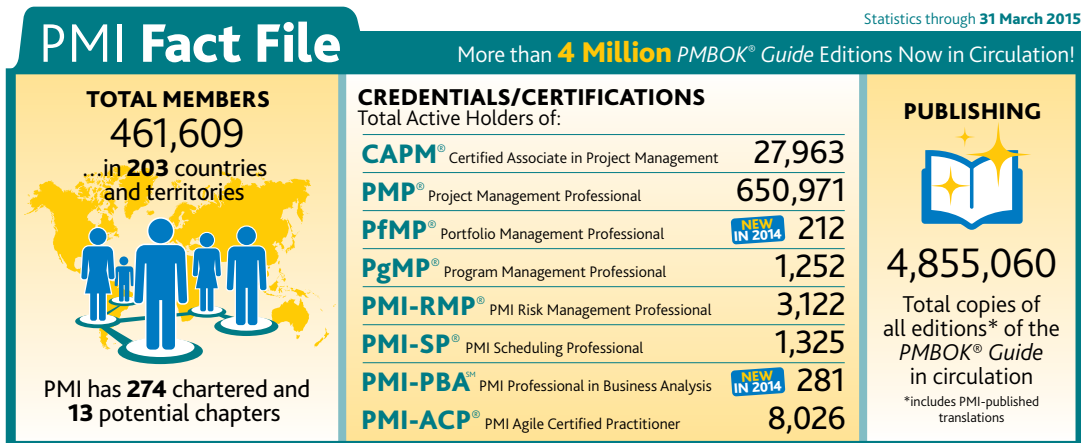 Statistics through 31 March 2015
PMI Fact File
More than 4 Million PMBOK® Guide Editions Now in Circulation!
TOTAL MEMBERS
461,609
...in 203 countries
and territories
PMI has 274 chartered and
13 potential chapters
CREDENTIALS/CERTIFICATIONS
Total Active Holders of:
CAPM® Certified Associate in Project Management 27,963
PMP® Project Management Professional 650,971
PfMP® Portfolio Management Professional NEW IN 2014 212
PgMP® Program Management Professional 1,252
PMI-RMP® PMI Risk Management Professional 3,122
PMI-SP® PMI Scheduling Professional 1,325
PMI-PBA℠ PMI Professional in Business Analysis NEW IN 2014 281
PMI-ACP® PMI Agile Certified Practitioner 8,026
PUBLISHING
4,855,060
Total copies of
all editions* of the
PMBOK® Guide
in circulation
*includes PMI-published
translations